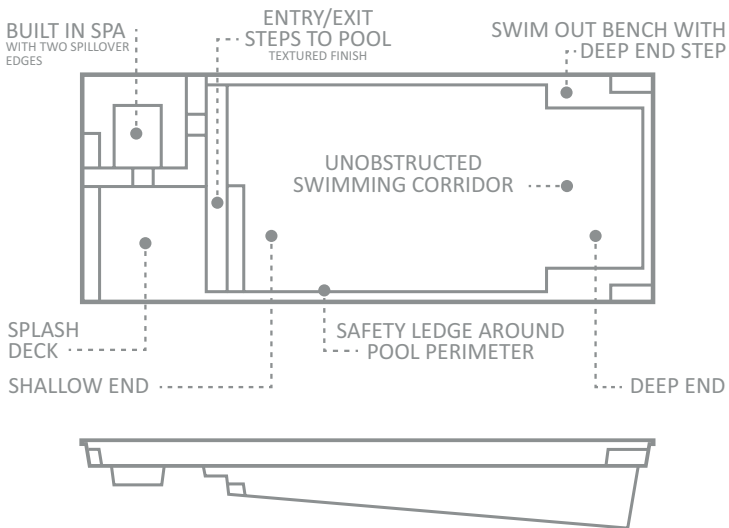 BUILT IN SPA
WITH TWO SPILLOVER
EDGES
ENTRY/EXIT
STEPS TO POOL
TEXTURED FINISH
SWIM OUT BENCH WITH
DEEP END STEP
UNOBSTRUCTED
SWIMMING CORRIDOR
SPLASH
DECK
SAFETY LEDGE AROUND
POOL PERIMETER
SHALLOW END
DEEP END